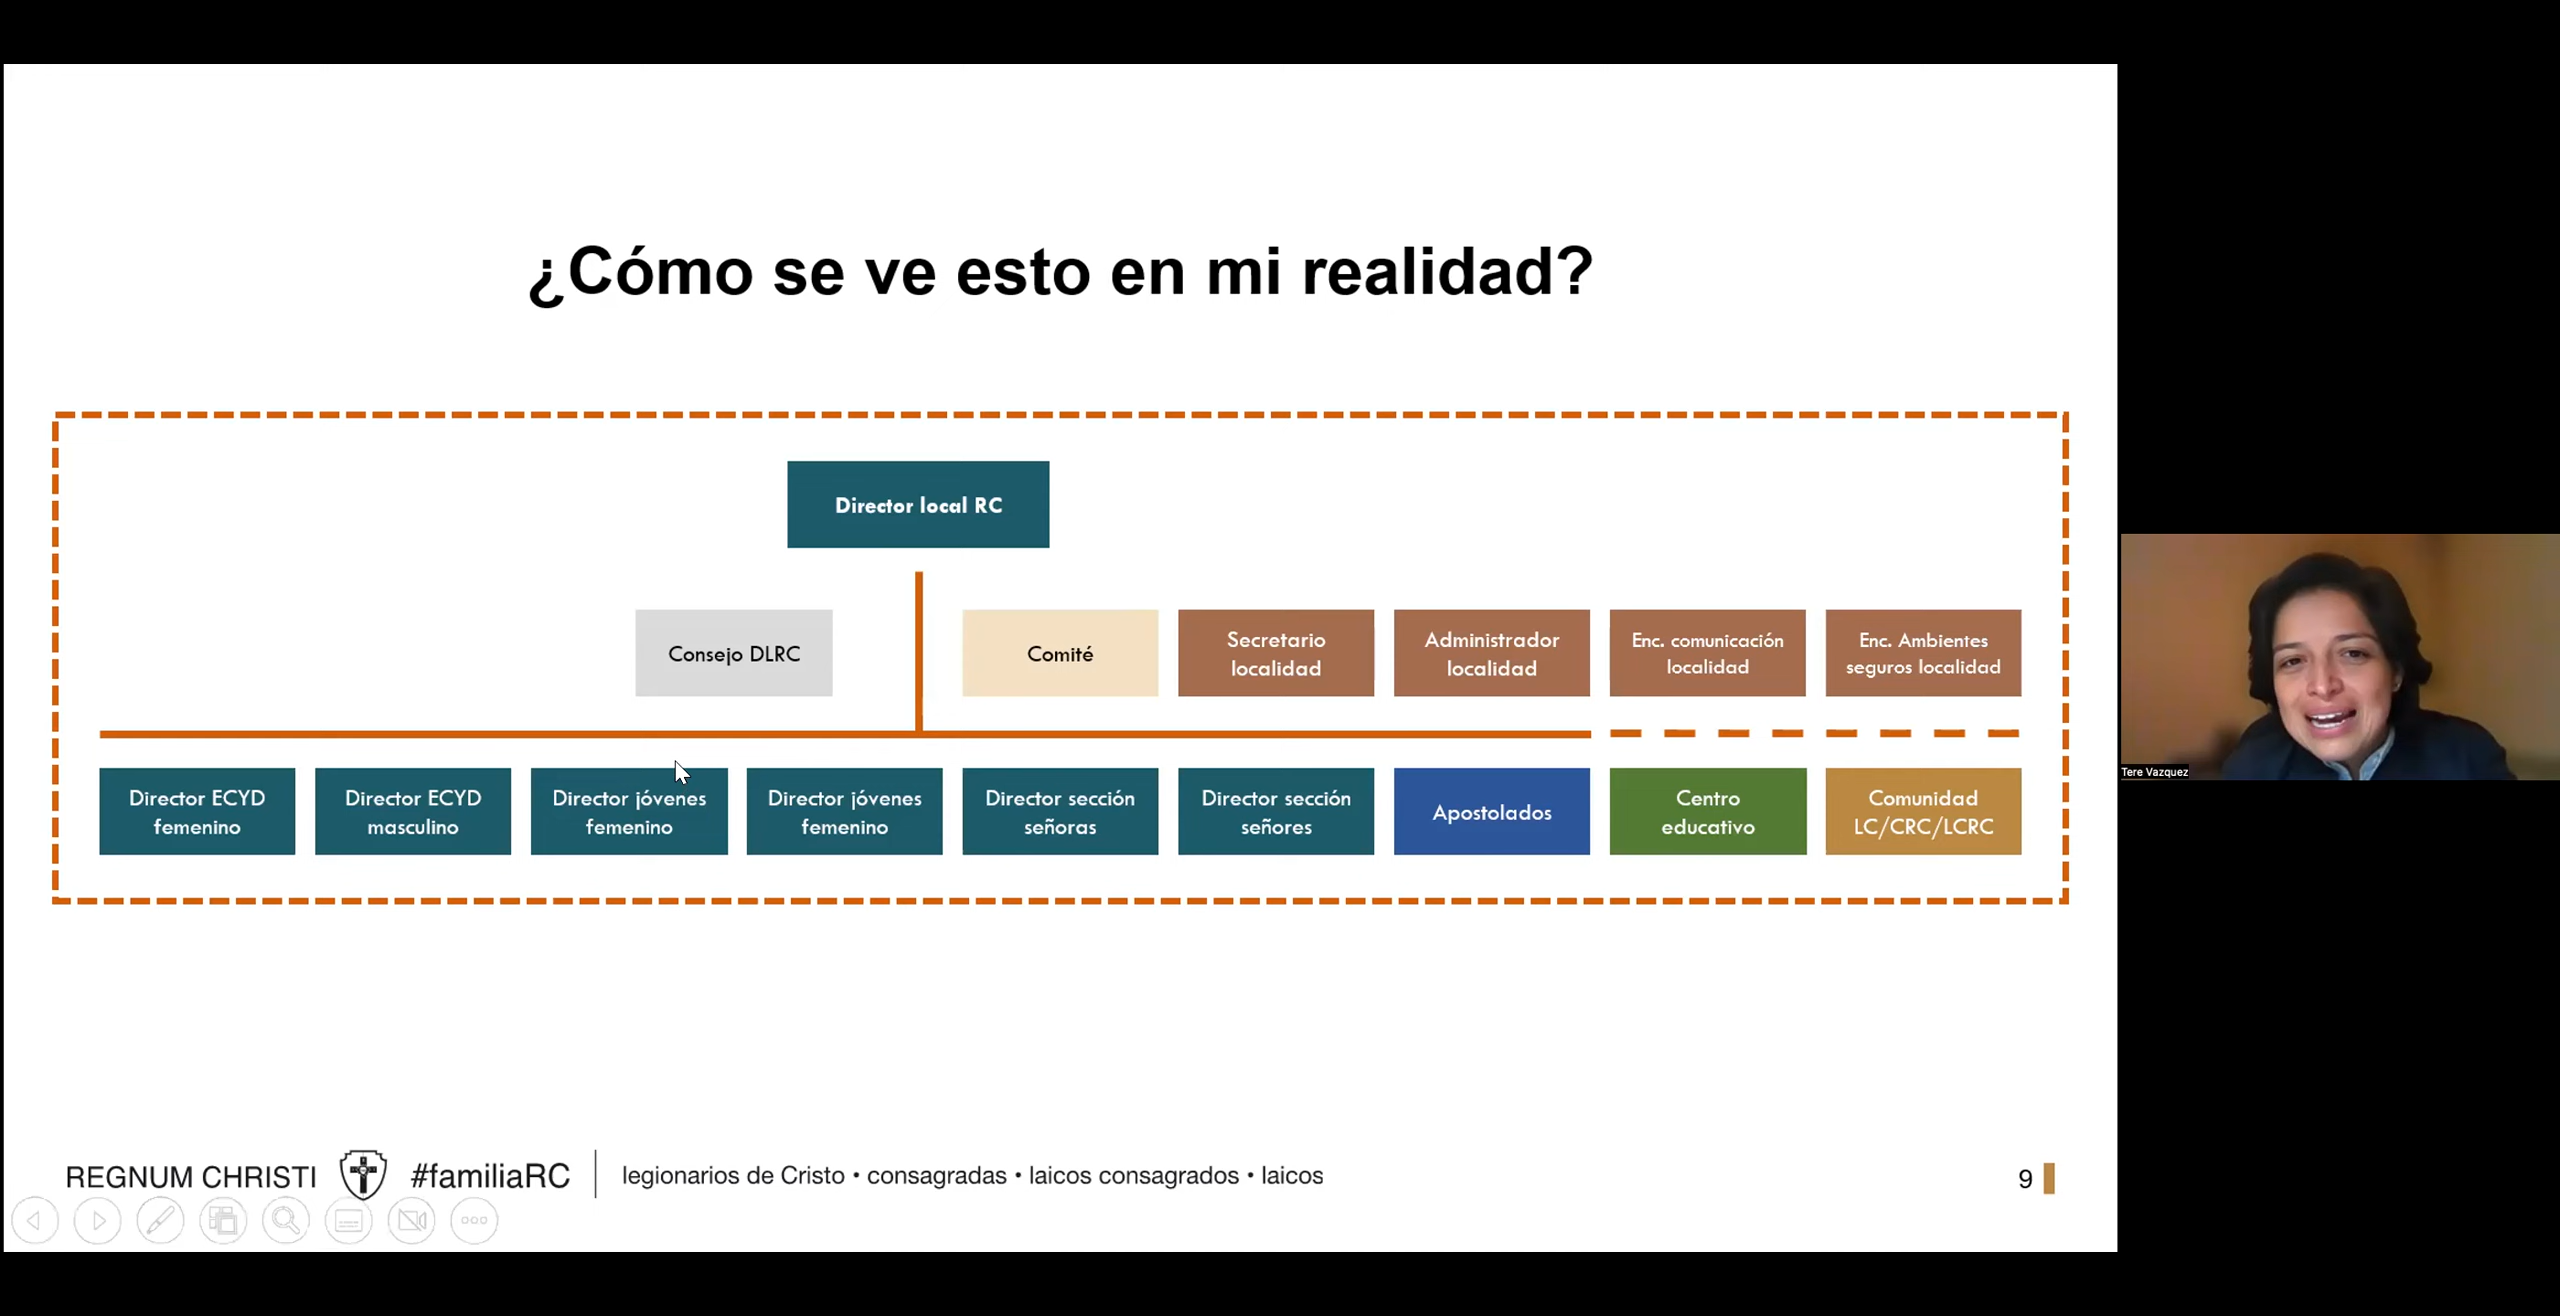 ¿Cómo se ve esto en mi realidad?
Director local RC
Consejo DLRC
Comité
Secretario
localidad
Administrador
localidad
Enc. comunicación
localidad
Enc. Ambientes
seguros localidad
Director ECYD
femenino
Director ECYD
masculino
Director jóvenes
femenino
Director jóvenes
femenino
Director sección
señoras
Director sección
señores
Apostolados
Centro
educativo
Comunidad
LC/CRC/LCRC
Tere Vazquez
REGNUM CHRISTI #familiaRC legionarios de Cristo • consagradas • laicos consagrados • laicos
9